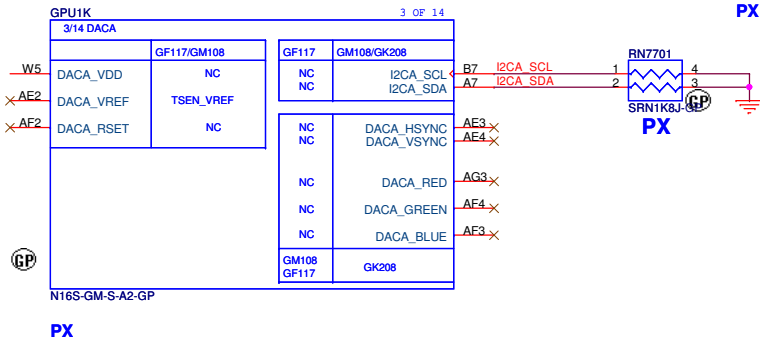 GPU1K 3 OF 14 PX
3/14 DACA
GF117/GM108 GF117 GM108/GK208
RN7701
W5 DACA_VDD NC NC I2CA_SCL B7 I2CA_SCL 1 4
NC I2CA_SDA A7 I2CA_SDA 2 3
AE2 DACA_VREF TSEN_VREF
SRN1K8J-GP GP
AF2 DACA_RSET NC NC DACA_HSYNC AE3 PX
NC DACA_VSYNC AE4
NC DACA_RED AG3
NC DACA_GREEN AF4
NC DACA_BLUE AF3
GP
GM108 GK208
GF117
N16S-GM-S-A2-GP
PX